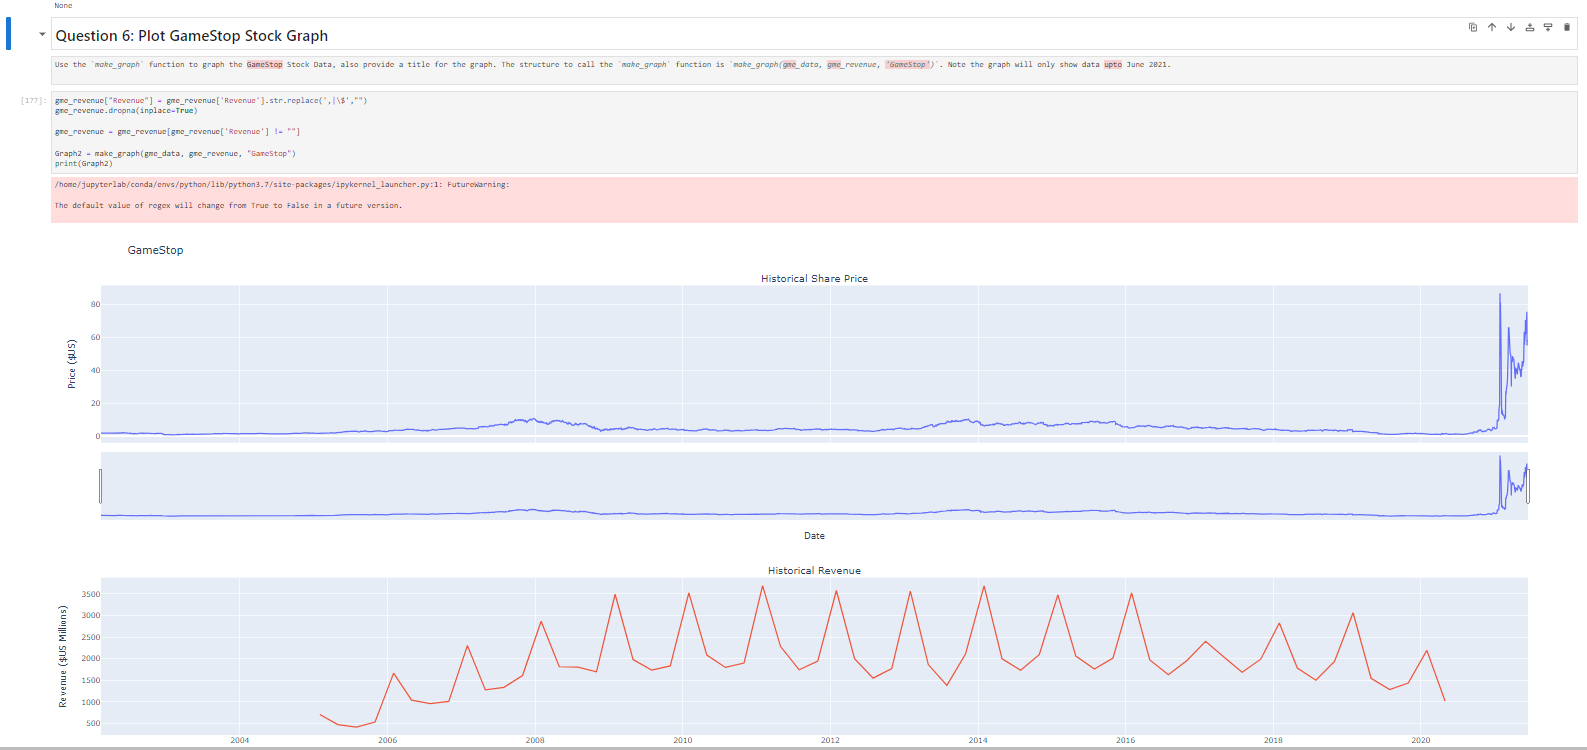 None
Question 6: Plot GameStop Stock Graph
Use the `make_graph` function to graph the GameStop Stock Data, also provide a title for the graph. The structure to call the `make_graph` function is `make_graph(gme_data, gme_revenue, 'GameStop')`. Note the graph will only show data upto June 2021.
[177]:
gme_revenue["Revenue"] = gme_revenue['Revenue'].str.replace(',|\$',"")
gme_revenue.dropna(inplace=True)
gme_revenue = gme_revenue[gme_revenue['Revenue'] != ""]
Graph2 = make_graph(gme_data, gme_revenue, "GameStop")
print(Graph2)
/home/jupyterlab/conda/envs/python/lib/python3.7/site-packages/ipykernel_launcher.py:1: FutureWarning:
The default value of regex will change from True to False in a future version.
GameStop
Historical Share Price
Price ($US)
80
60
40
20
0
Date
Historical Revenue
Revenue ($US Millions)
3500
3000
2500
2000
1500
1000
500
2004 2006 2008 2010 2012 2014 2016 2018 2020